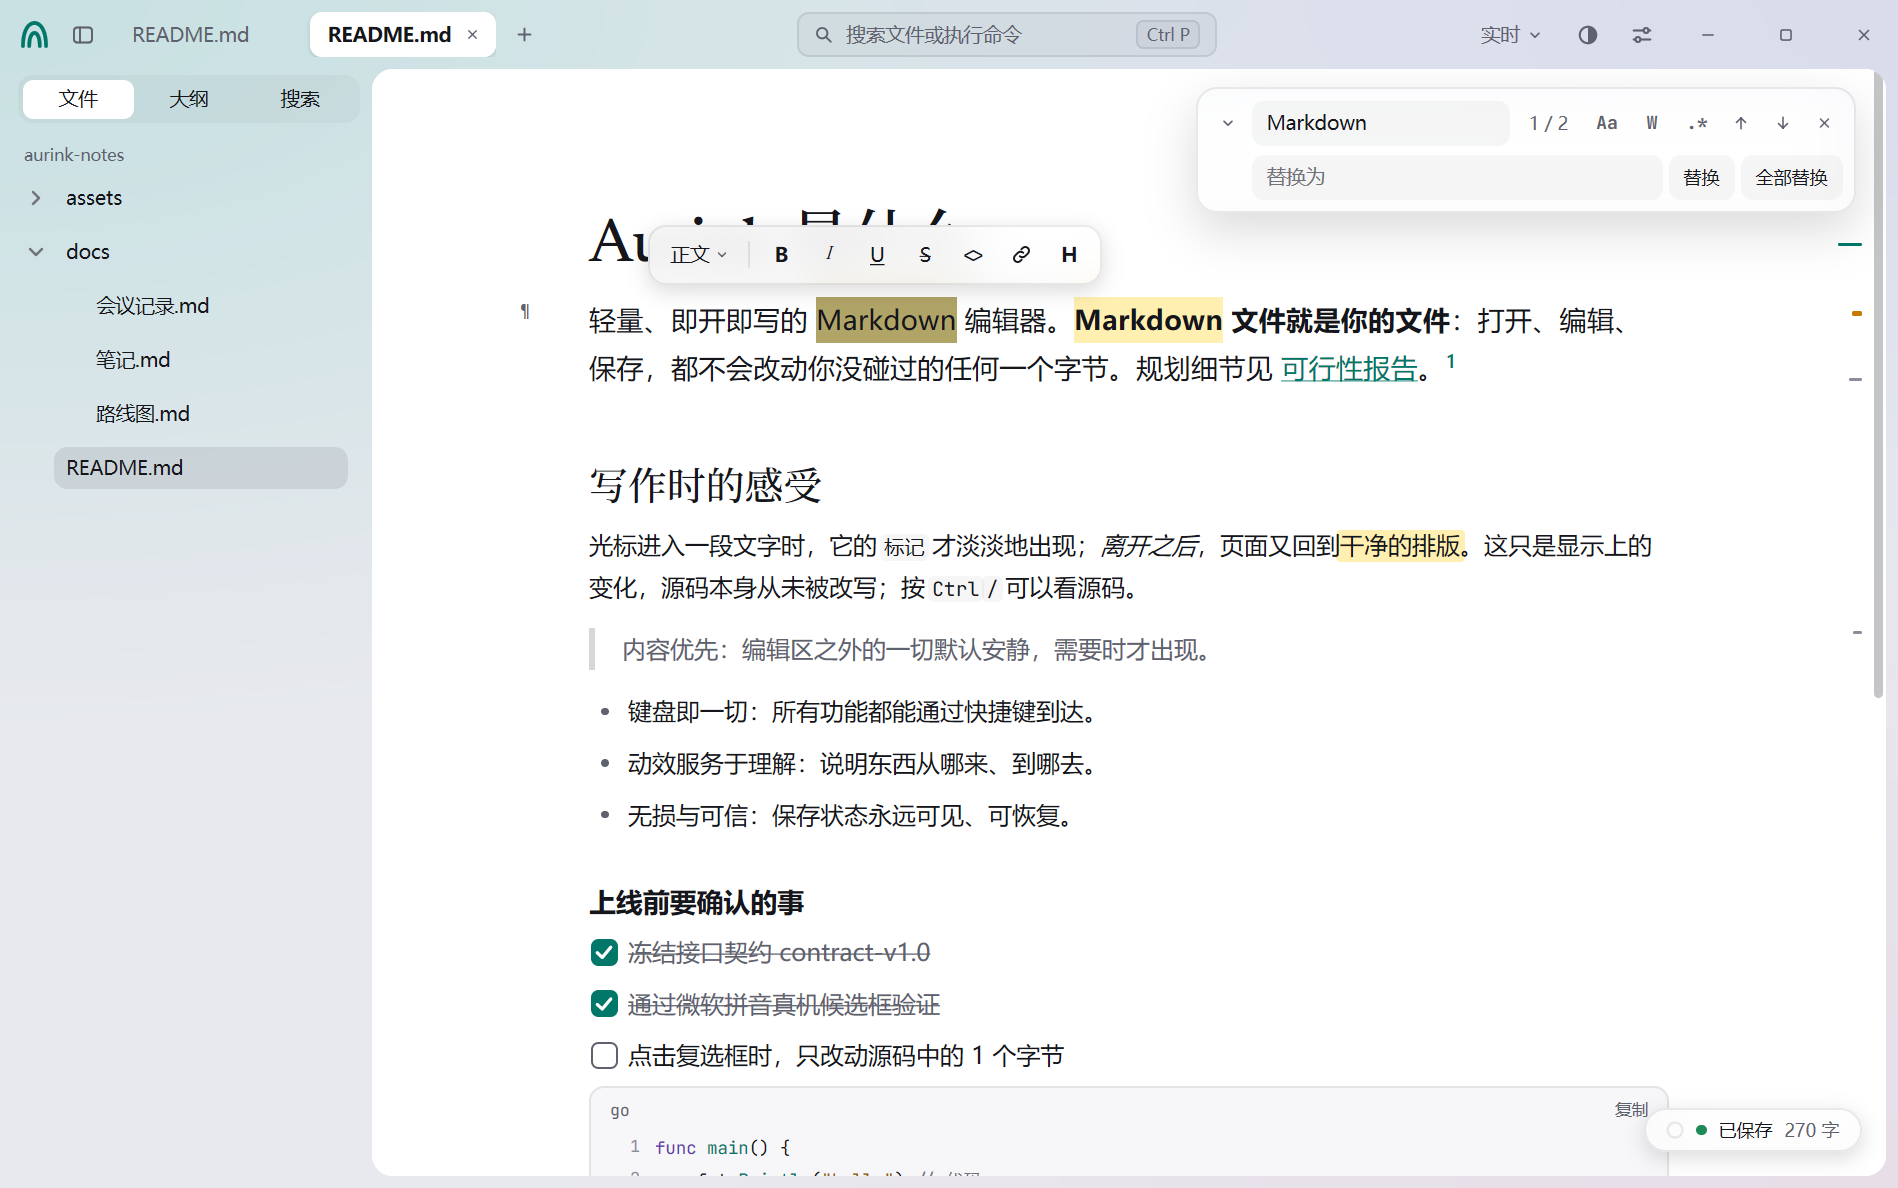 README.md
README.md
搜索文件或执行命令
Ctrl P
实时
文件
大纲
搜索
aurink-notes
assets
docs
会议记录.md
笔记.md
路线图.md
README.md
Markdown
1 / 2
Aa
W
.*
替换为
替换
全部替换
正文
B
I
U
S
<>
H
¶
轻量、即开即写的 Markdown 编辑器。Markdown 文件就是你的文件：打开、编辑、
保存，都不会改动你没碰过的任何一个字节。规划细节见 可行性报告。1
写作时的感受
光标进入一段文字时，它的 标记 才淡淡地出现；离开之后，页面又回到干净的排版。这只是显示上的
变化，源码本身从未被改写；按 Ctrl / 可以看源码。
内容优先：编辑区之外的一切默认安静，需要时才出现。
• 键盘即一切：所有功能都能通过快捷键到达。
• 动效服务于理解：说明东西从哪来、到哪去。
• 无损与可信：保存状态永远可见、可恢复。
上线前要确认的事
冻结接口契约 contract-v1.0
通过微软拼音真机候选框验证
点击复选框时，只改动源码中的 1 个字节
go
复制
1 func main() {
已保存 270 字